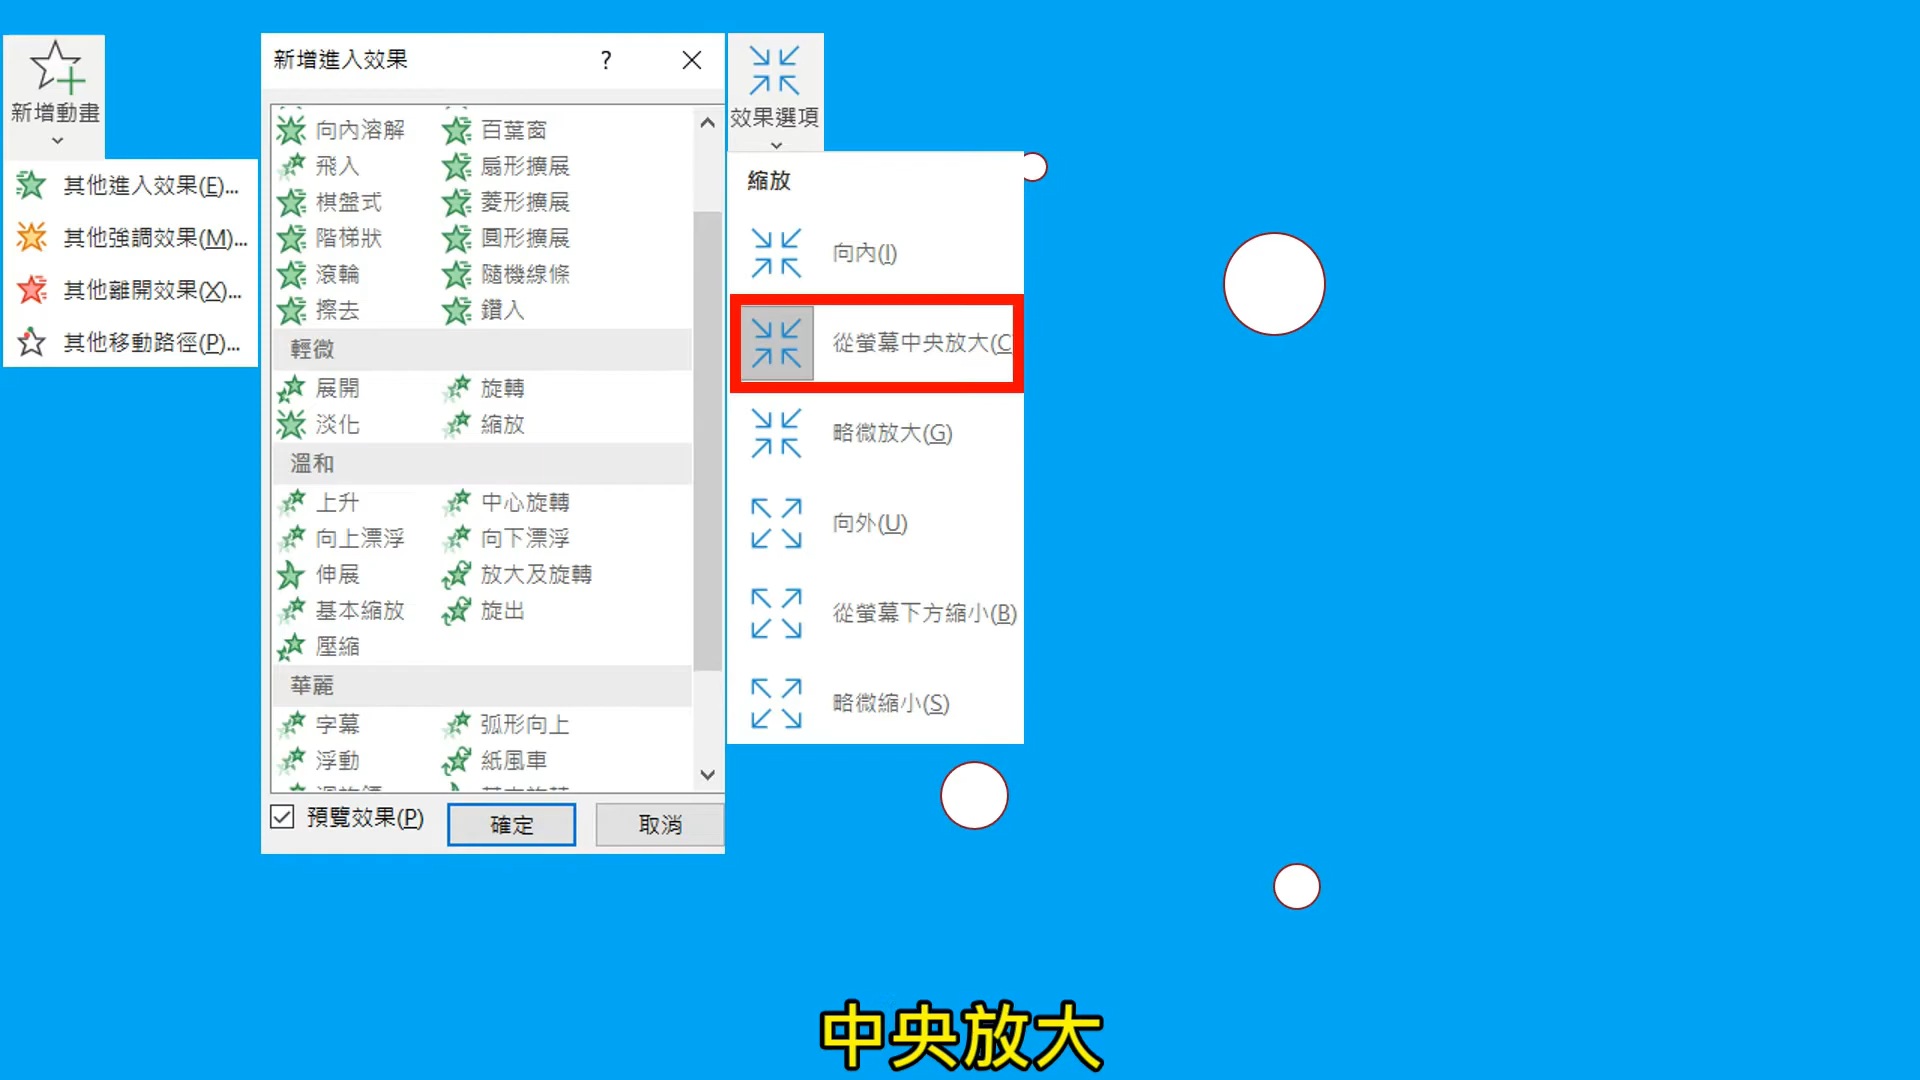 新增動畫
其他進入效果(E)...
其他強調效果(M)...
其他離開效果(X)...
其他移動路徑(P)...
新增進入效果 ?
向內溶解 百葉窗
飛入 扇形擴展
棋盤式 菱形擴展
階梯狀 圓形擴展
滾輪 隨機線條
擦去 鑽入
輕微
展開 旋轉
淡化 縮放
溫和
上升 中心旋轉
向上漂浮 向下漂浮
伸展 放大及旋轉
基本縮放 旋出
壓縮
華麗
字幕 弧形向上
浮動 紙風車
預覽效果(P) 確定 取消
效果選項
縮放
向內(I)
從螢幕中央放大(C
略微放大(G)
向外(U)
從螢幕下方縮小(B)
略微縮小(S)
中央放大